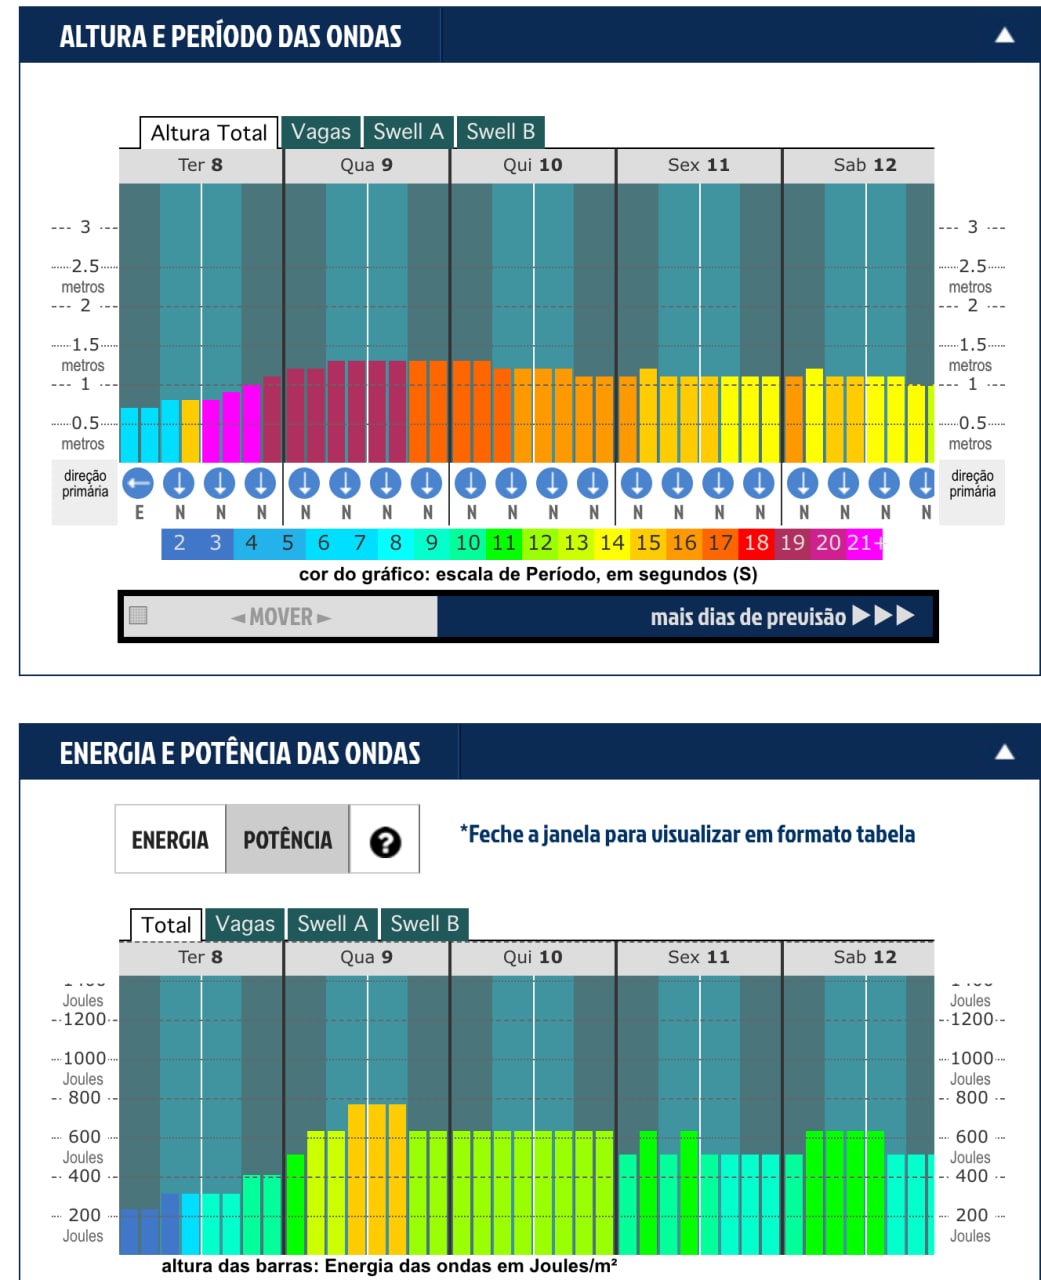 ALTURA E PERÍODO DAS ONDAS
Altura Total Vagas Swell A Swell B
Ter 8 Qua 9 Qui 10 Sex 11 Sab 12
3 3
2.5 2.5
metros metros
2 2
1.5 1.5
metros metros
1 1
0.5 0.5
metros metros
direção direção
primária primária
E N N N N N N N N N N N N N N N N N N N
2 3 4 5 6 7 8 9 10 11 12 13 14 15 16 17 18 19 20 21+
cor do gráfico: escala de Período, em segundos (S)
◄ MOVER ► mais dias de previsão ▶▶▶
ENERGIA E POTÊNCIA DAS ONDAS
ENERGIA POTÊNCIA ? *Feche a janela para visualizar em formato tabela
Total Vagas Swell A Swell B
Ter 8 Qua 9 Qui 10 Sex 11 Sab 12
Joules Joules
1200 1200
1000 1000
Joules Joules
800 800
600 600
Joules Joules
400 400
200 200
Joules Joules
altura das barras: Energia das ondas em Joules/m²